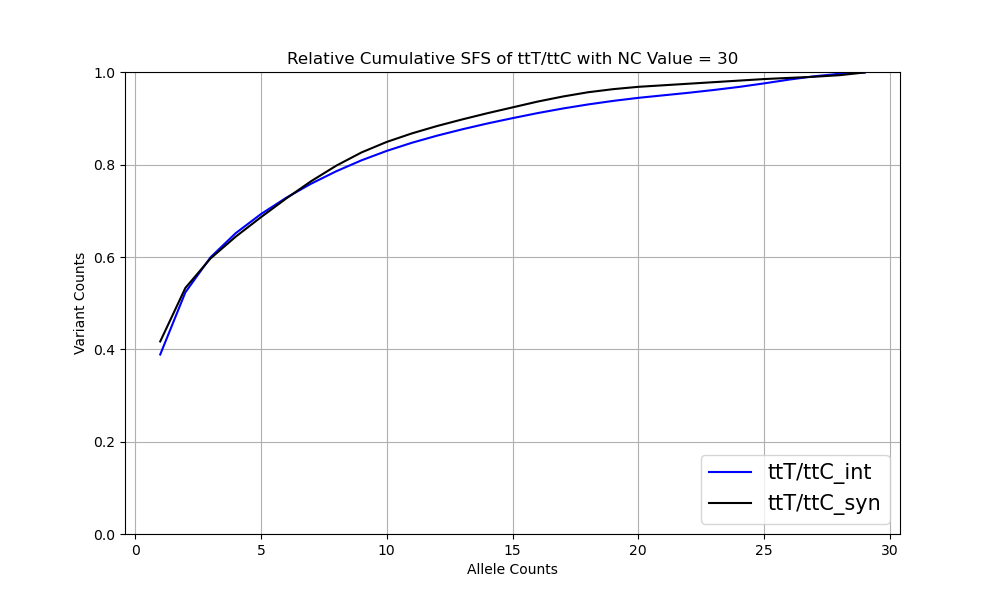 Relative Cumulative SFS of ttT/ttC with NC Value = 30
Variant Counts
1.0
0.8
0.6
0.4
0.2
0.0
0 5 10 15 20 25 30
Allele Counts
ttT/ttC_int
ttT/ttC_syn